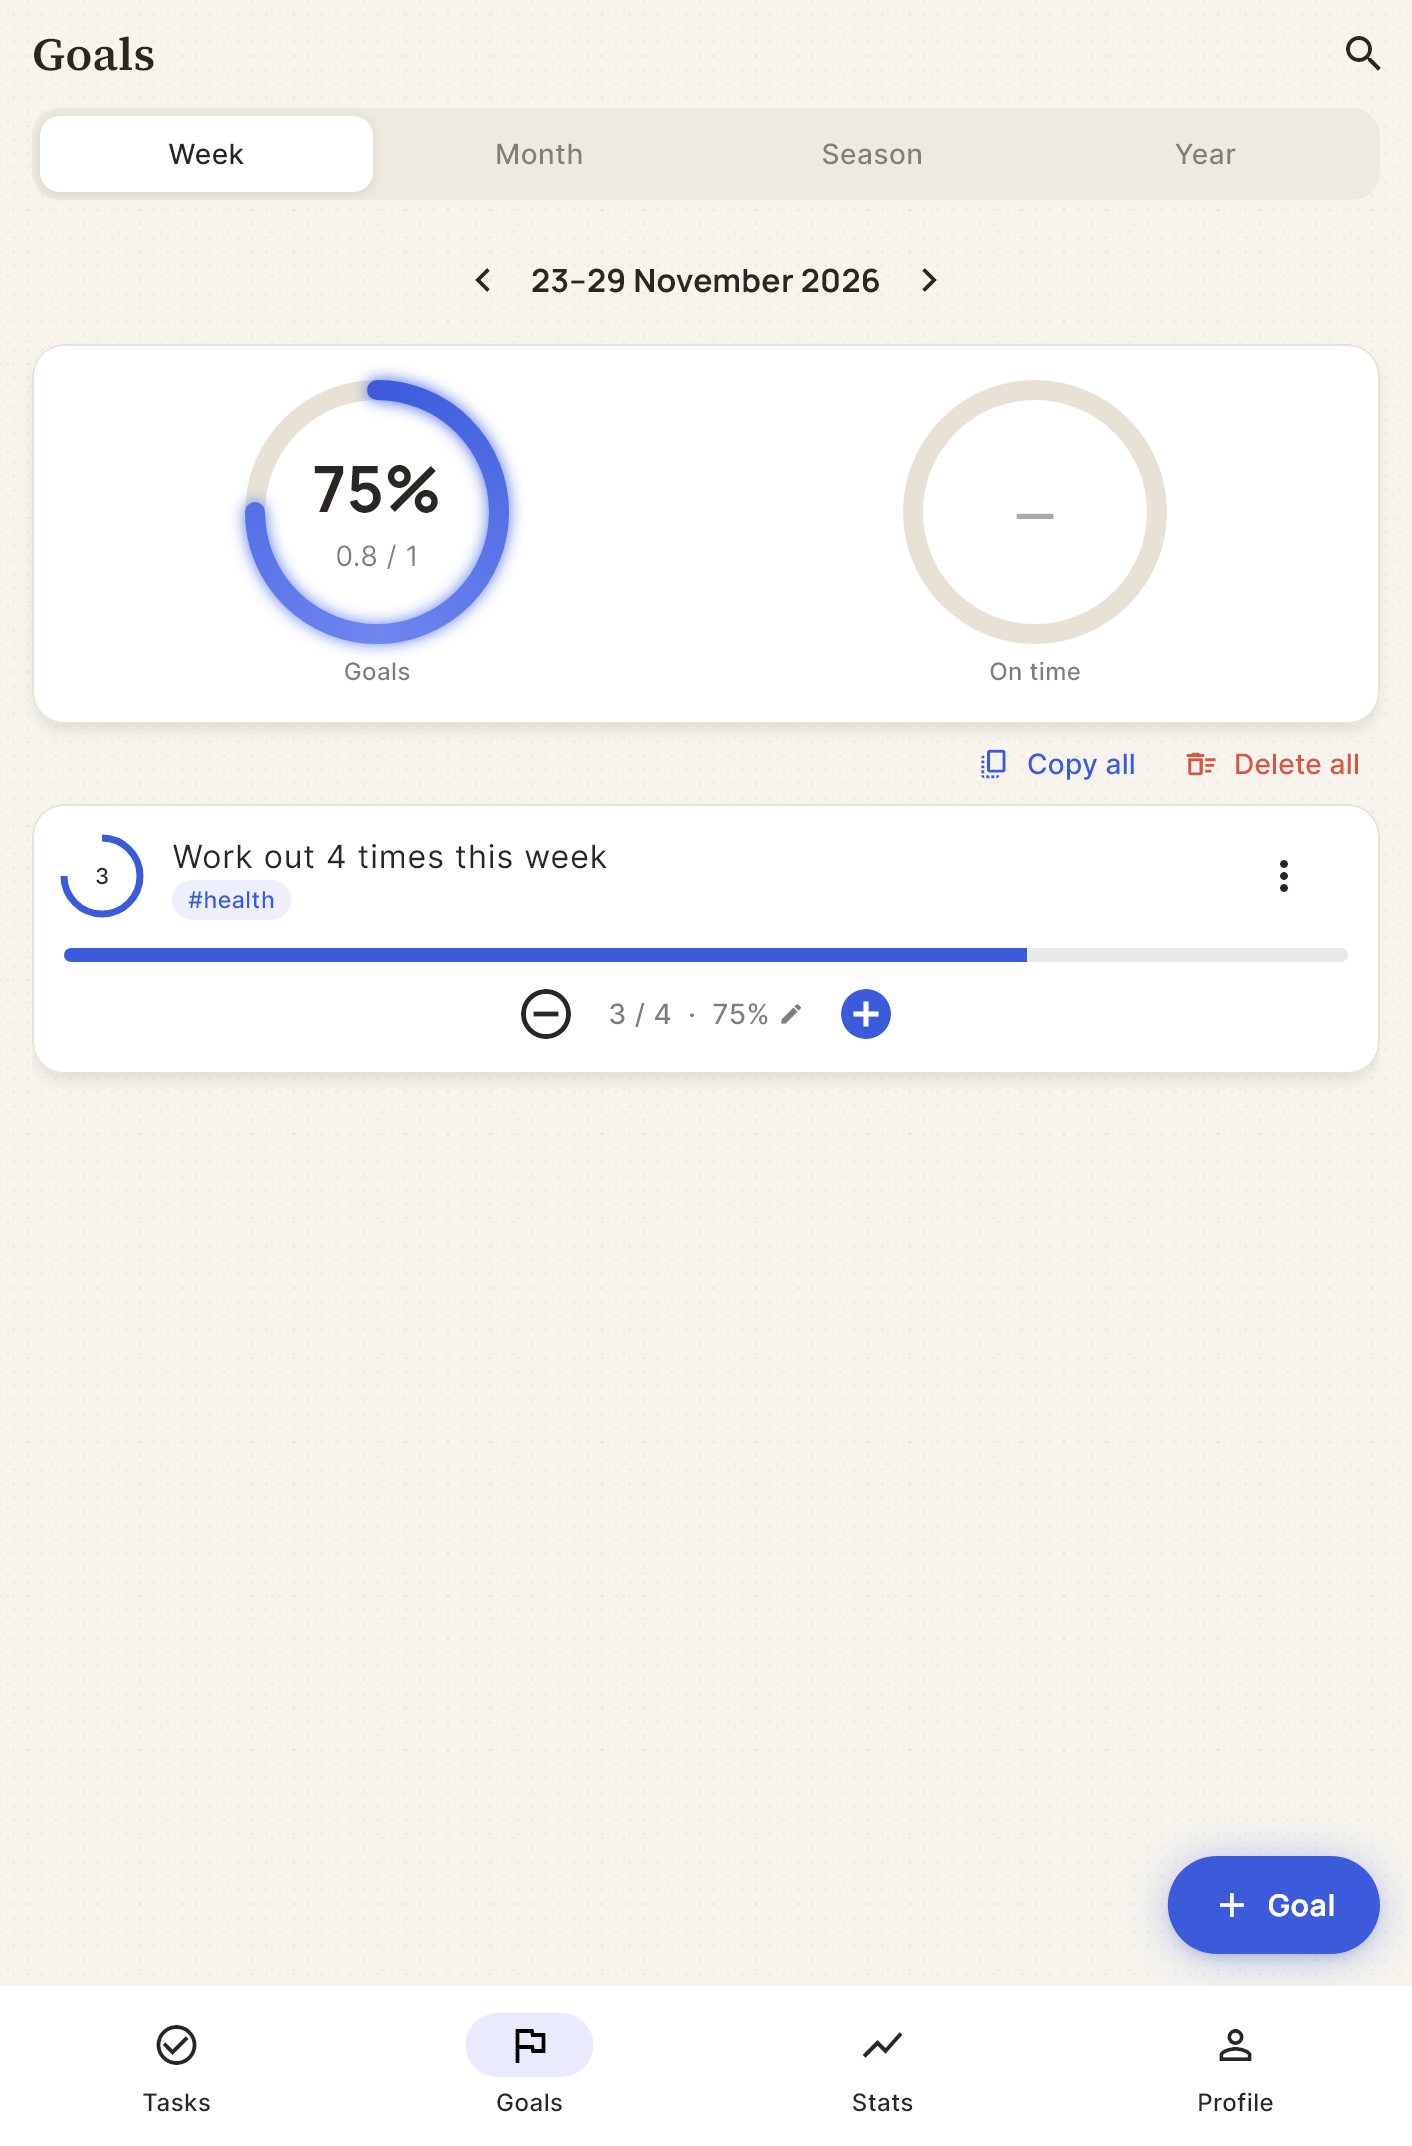 Goals
Week
Month
Season
Year
23–29 November 2026
75%
0.8 / 1
Goals
–
On time
Copy all
Delete all
3
Work out 4 times this week
#health
3 / 4 · 75%
+ Goal
Tasks
Goals
Stats
Profile